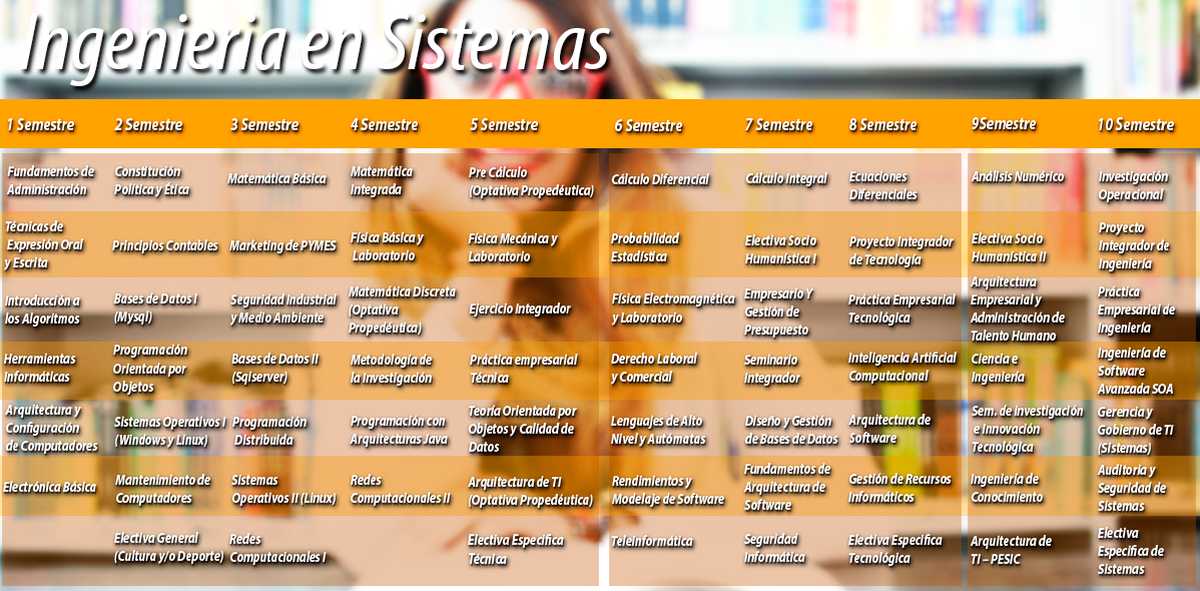 Ingenieria en Sistemas
1 Semestre 2 Semestre 3 Semestre 4 Semestre 5 Semestre 6 Semestre 7 Semestre 8 Semestre 9Semestre 10 Semestre
Fundamentos de
Administración
Constitución
Política y Ética
Matemática Básica
Matemática
Integrada
Pre Cálculo
(Optativa Propedéutica)
Cálculo Diferencial
Cálculo Integral
Ecuaciones
Diferenciales
Análisis Numérico
Investigación
Operacional
Técnicas de
Expresión Oral
y Escrita
Principios Contables
Marketing de PYMES
Física Básica y
Laboratorio
Física Mecánica y
Laboratorio
Probabilidad
Estadística
Electiva Socio
Humanística I
Proyecto Integrador
de Tecnología
Electiva Socio
Humanística II
Proyecto
Integrador de
Ingeniería
Introducción a
los Algoritmos
Bases de Datos I
(Mysql)
Seguridad Industrial
y Medio Ambiente
Matemática Discreta
(Optativa
Propedéutica)
Ejercicio Integrador
Física Electromagnética
y Laboratorio
Empresario Y
Gestión de
Presupuesto
Práctica Empresarial
Tecnológica
Arquitectura
Empresarial y
Administración de
Talento Humano
Práctica
Empresarial de
Ingeniería
Herramientas
Informáticas
Programación
Orientada por
Objetos
Bases de Datos II
(Sqlserver)
Metodología de
la Investigación
Práctica empresarial
Técnica
Derecho Laboral
y Comercial
Seminario
Integrador
Inteligencia Artificial
Computacional
Ciencia e
Ingeniería
Ingeniería de
Software
Avanzada SOA
Arquitectura y
Configuración
de Computadores
Sistemas Operativos I
(Windows y Linux)
Programación
Distribuida
Programación con
Arquitecturas Java
Teoría Orientada por
Objetos y Calidad de
Datos
Lenguajes de Alto
Nivel y Autómatas
Diseño y Gestión
de Bases de Datos
Arquitectura de
Software
Sem. de investigación
e Innovación
Tecnológica
Gerencia y
Gobierno de TI
(Sistemas)
Electrónica Básica
Mantenimiento de
Computadores
Sistemas
Operativos II (Linux)
Redes
Computacionales II
Arquitectura de TI
(Optativa Propedéutica)
Rendimientos y
Modelaje de Software
Fundamentos de
Arquitectura de
Software
Gestión de Recursos
Informáticos
Ingeniería de
Conocimiento
Auditoría y
Seguridad de
Sistemas
Electiva General
(Cultura y/o Deporte)
Redes
Computacionales I
Electiva Específica
Técnica
Teleinformática
Seguridad
Informática
Electiva Específica
Tecnológica
Arquitectura de
TI – PESIC
Electiva
Específica de
Sistemas